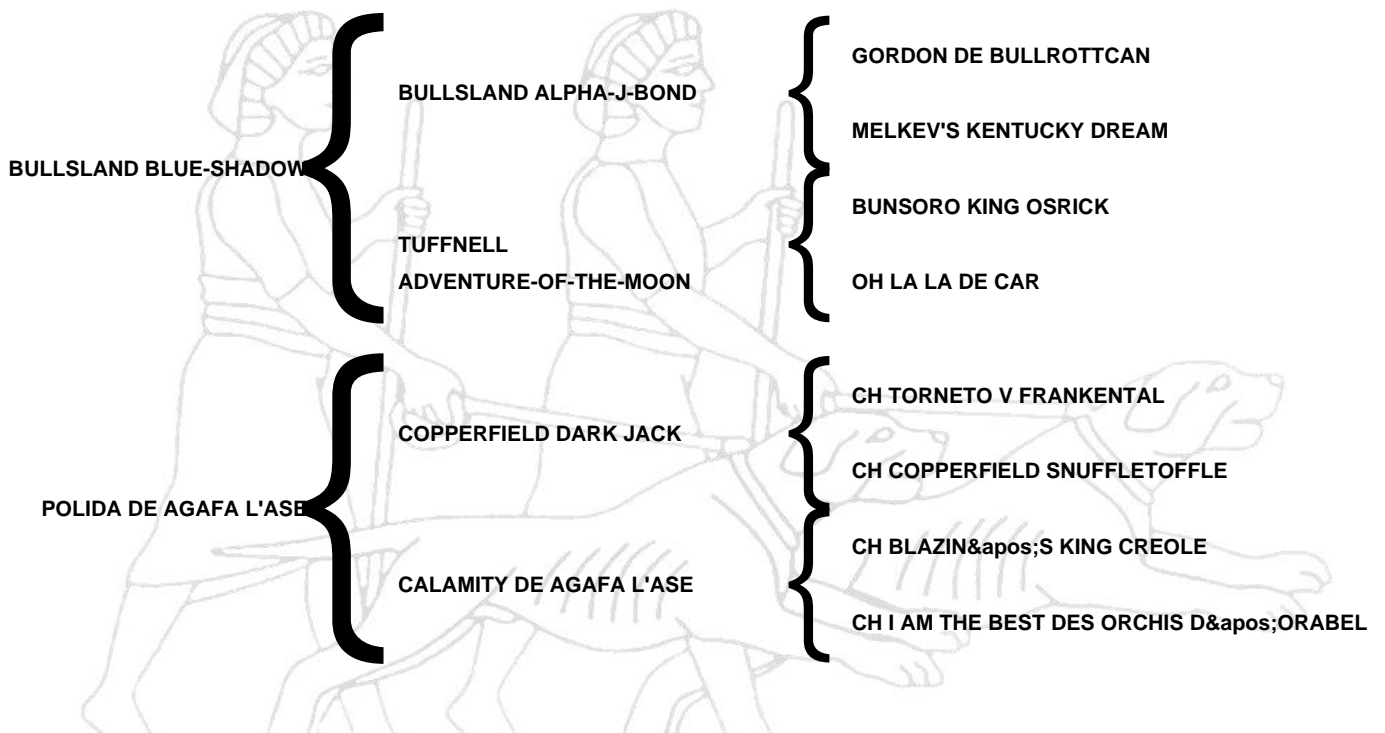 BULLSLAND BLUE-SHADOW
BULLSLAND ALPHA-J-BOND
GORDON DE BULLROTTCAN
MELKEV'S KENTUCKY DREAM
TUFFNELL
ADVENTURE-OF-THE-MOON
BUNSORO KING OSRICK
OH LA LA DE CAR
POLIDA DE AGAFA L'ASE
COPPERFIELD DARK JACK
CH TORNETO V FRANKENTAL
CH COPPERFIELD SNUFFLETOFFLE
CALAMITY DE AGAFA L'ASE
CH BLAZIN&apos;S KING CREOLE
CH I AM THE BEST DES ORCHIS D&apos;ORABEL